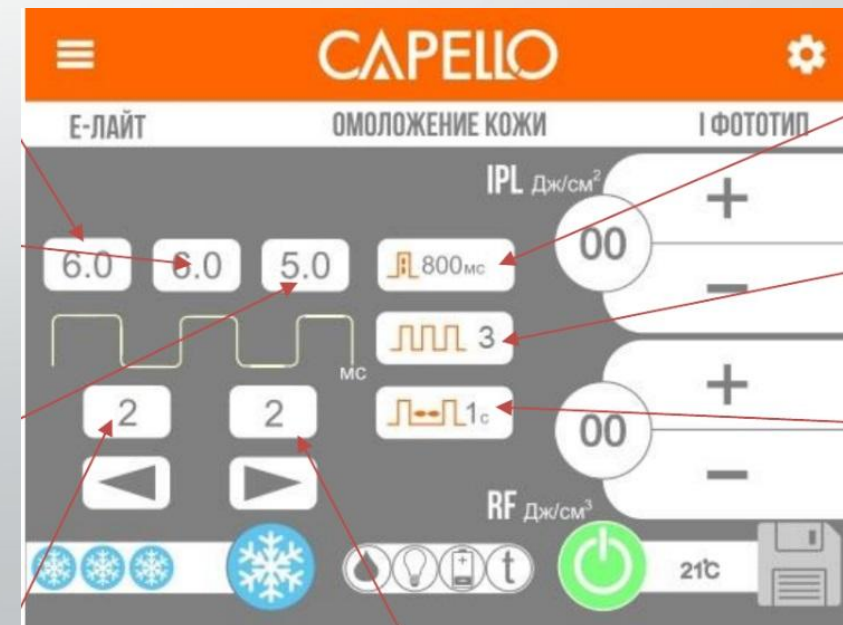 CAPELLO
Е-ЛАЙТ ОМОЛОЖЕНИЕ КОЖИ I ФОТОТИП
IPL Дж/см²
+
00
6.0 6.0 5.0 800мс
−
3
мс
+
2 2 1с
00
−
RF Дж/см³
t 21℃